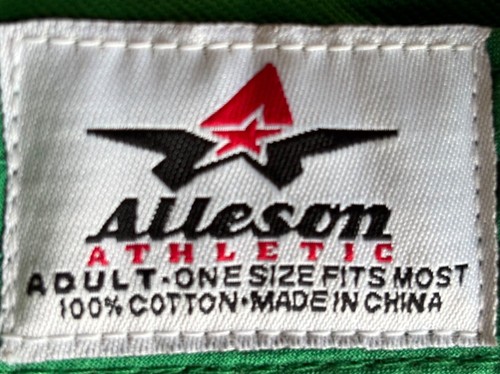 Alleson
ATHLETIC
ADULT•ONE SIZE FITS MOST
100% COTTON•MADE IN CHINA